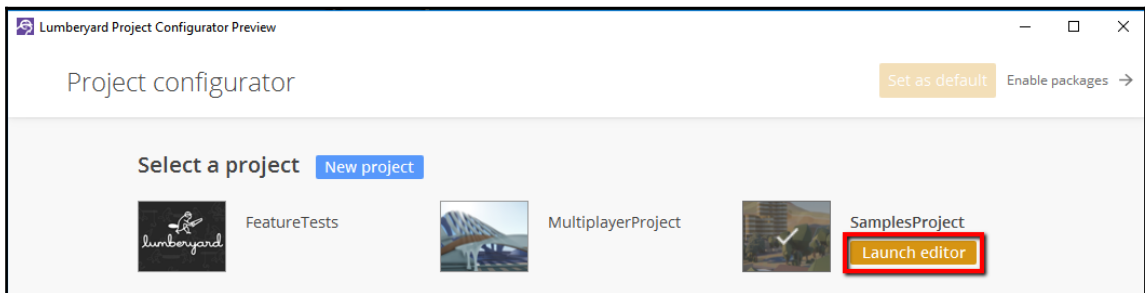 Lumberyard Project Configurator Preview
Project configurator
Set as default
Enable packages
Select a project
New project
lumberyard
FeatureTests
MultiplayerProject
SamplesProject
Launch editor